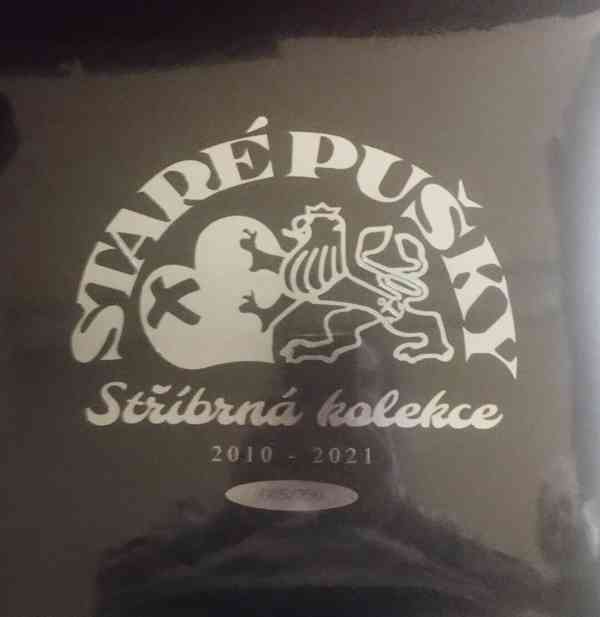 STARÉ PUŠKY
Stříbrná kolekce
2010 - 2021